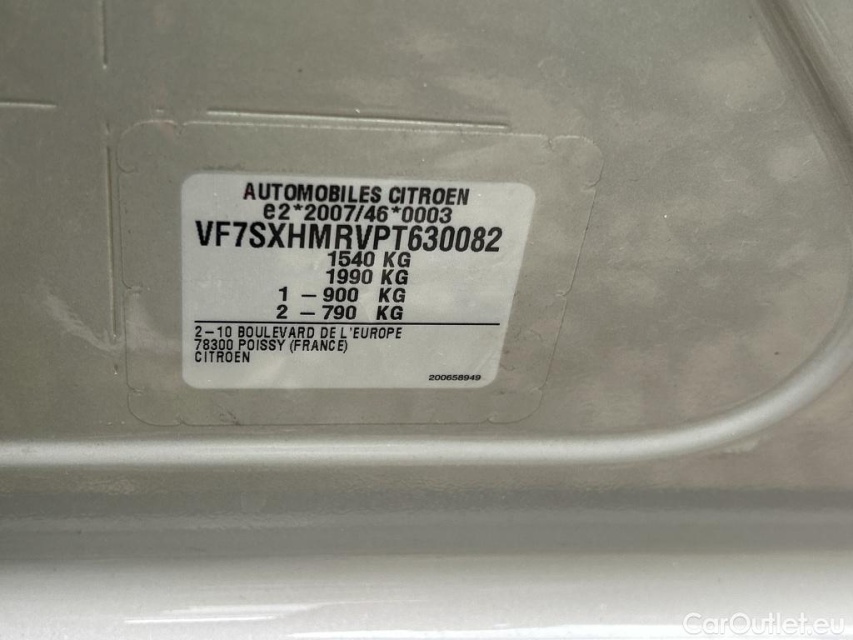 AUTOMOBILES CITROEN
e2*2007/46*0003
VF7SXHMRVPT630082
1540 KG
1990 KG
1 – 900 KG
2 – 790 KG
2–10 BOULEVARD DE L'EUROPE
78300 POISSY (FRANCE)
CITROEN
200658949
CarOutlet.eu